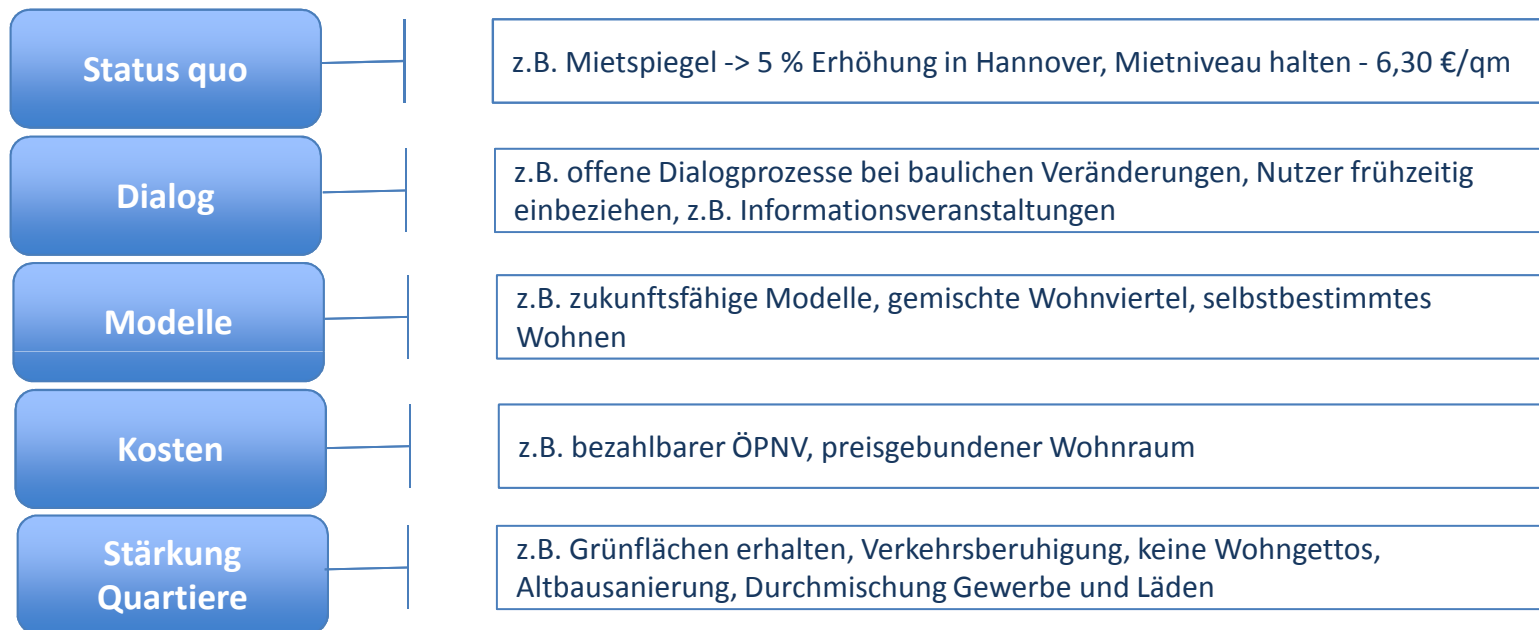 Status quo
z.B. Mietspiegel -> 5 % Erhöhung in Hannover, Mietniveau halten - 6,30 €/qm
Dialog
z.B. offene Dialogprozesse bei baulichen Veränderungen, Nutzer frühzeitig
einbeziehen, z.B. Informationsveranstaltungen
Modelle
z.B. zukunftsfähige Modelle, gemischte Wohnviertel, selbstbestimmtes
Wohnen
Kosten
z.B. bezahlbarer ÖPNV, preisgebundener Wohnraum
Stärkung
Quartiere
z.B. Grünflächen erhalten, Verkehrsberuhigung, keine Wohngettos,
Altbausanierung, Durchmischung Gewerbe und Läden